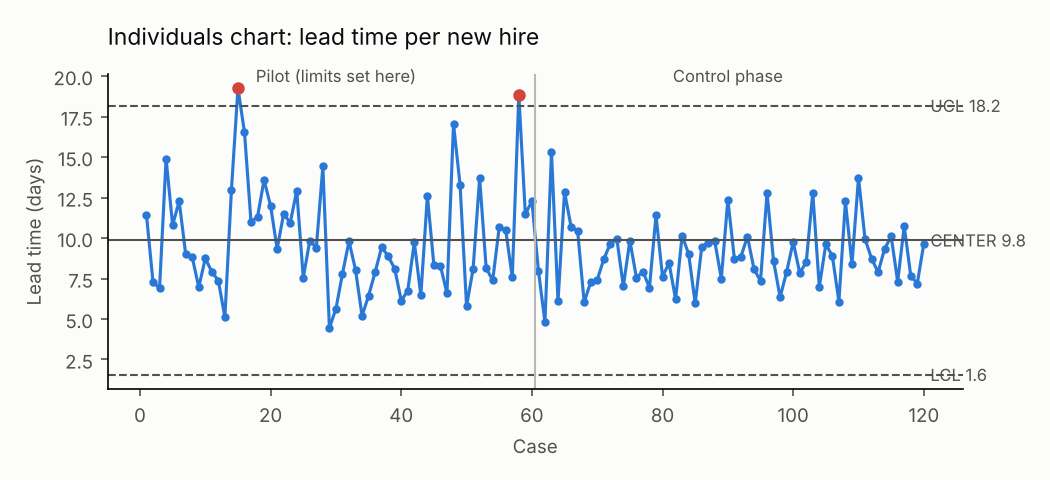 Individuals chart: lead time per new hire
Pilot (limits set here)
Control phase
20.0
17.5
15.0
12.5
10.0
7.5
5.0
2.5
Lead time (days)
UCL 18.2
CENTER 9.8
LCL 1.6
0
20
40
60
80
100
120
Case